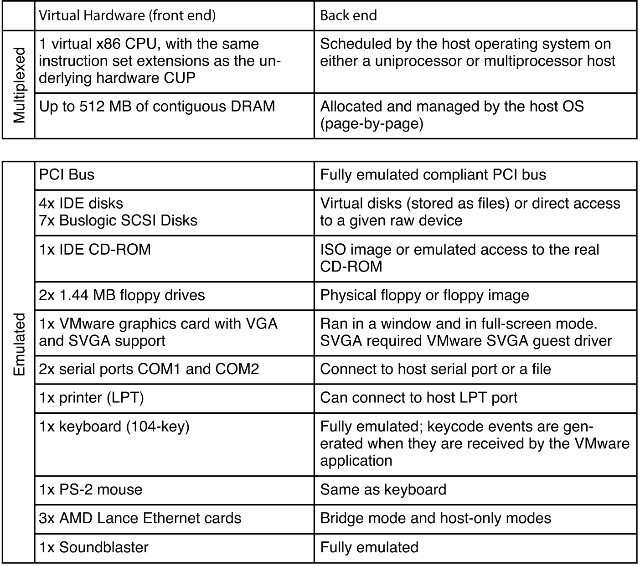 Virtual Hardware (front end)
Back end
Multiplexed
1 virtual x86 CPU, with the same
instruction set extensions as the un-
derlying hardware CUP
Scheduled by the host operating system on
either a uniprocessor or multiprocessor host
Up to 512 MB of contiguous DRAM
Allocated and managed by the host OS
(page-by-page)
Emulated
PCI Bus
Fully emulated compliant PCI bus
4x IDE disks
7x Buslogic SCSI Disks
Virtual disks (stored as files) or direct access
to a given raw device
1x IDE CD-ROM
ISO image or emulated access to the real
CD-ROM
2x 1.44 MB floppy drives
Physical floppy or floppy image
1x VMware graphics card with VGA
and SVGA support
Ran in a window and in full-screen mode.
SVGA required VMware SVGA guest driver
2x serial ports COM1 and COM2
Connect to host serial port or a file
1x printer (LPT)
Can connect to host LPT port
1x keyboard (104-key)
Fully emulated; keycode events are gen-
erated when they are received by the VMware
application
1x PS-2 mouse
Same as keyboard
3x AMD Lance Ethernet cards
Bridge mode and host-only modes
1x Soundblaster
Fully emulated